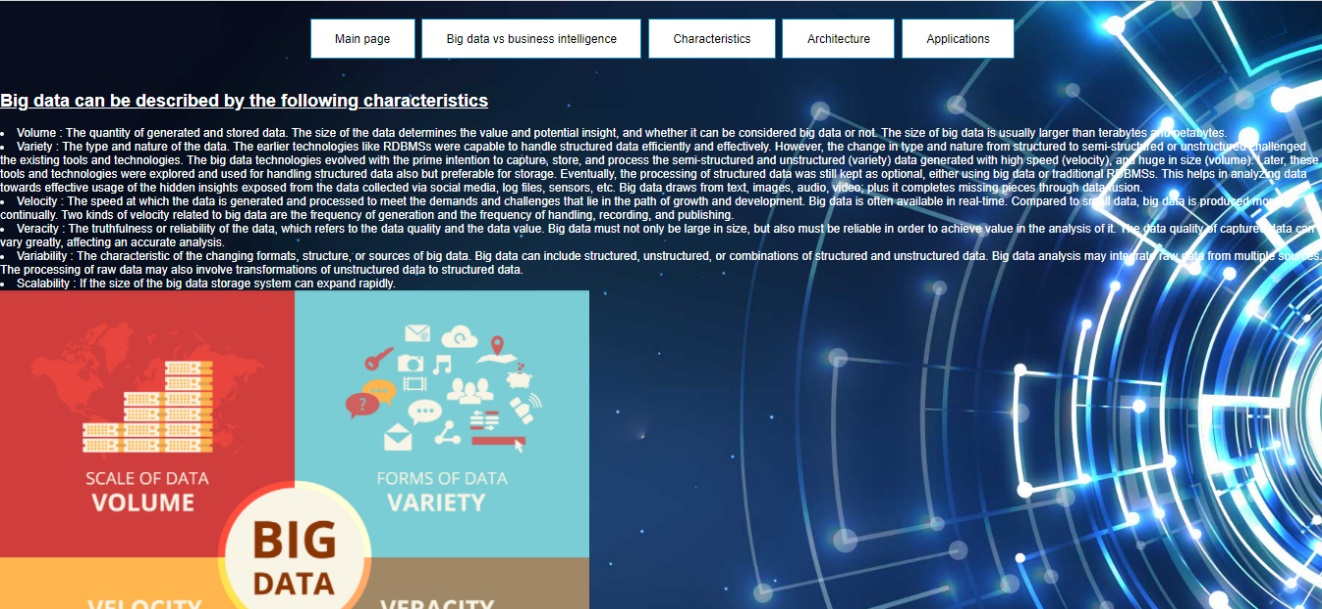 Main page
Big data vs business intelligence
Characteristics
Architecture
Applications
Big data can be described by the following characteristics
• Volume : The quantity of generated and stored data. The size of the data determines the value and potential insight, and whether it can be considered big data or not. The size of big data is usually larger than terabytes and petabytes.
• Variety : The type and nature of the data. The earlier technologies like RDBMSs were capable to handle structured data efficiently and effectively. However, the change in type and nature from structured to semi-structured or unstructured challenged
the existing tools and technologies. The big data technologies evolved with the prime intention to capture, store, and process the semi-structured and unstructured (variety) data generated with high speed (velocity), and huge in size (volume). Later, these
tools and technologies were explored and used for handling structured data also but preferable for storage. Eventually, the processing of structured data was still kept as optional, either using big data or traditional RDBMSs. This helps in analyzing data
towards effective usage of the hidden insights exposed from the data collected via social media, log files, sensors, etc. Big data draws from text, images, audio, video; plus it completes missing pieces through data fusion.
• Velocity : The speed at which the data is generated and processed to meet the demands and challenges that lie in the path of growth and development. Big data is often available in real-time. Compared to small data, big data is produced more
continually. Two kinds of velocity related to big data are the frequency of generation and the frequency of handling, recording, and publishing.
• Veracity : The truthfulness or reliability of the data, which refers to the data quality and the data value. Big data must not only be large in size, but also must be reliable in order to achieve value in the analysis of it. The data quality of captured data can
vary greatly, affecting an accurate analysis.
• Variability : The characteristic of the changing formats, structure, or sources of big data. Big data can include structured, unstructured, or combinations of structured and unstructured data. Big data analysis may integrate raw data from multiple sources.
The processing of raw data may also involve transformations of unstructured data to structured data.
• Scalability : If the size of the big data storage system can expand rapidly.
SCALE OF DATA
VOLUME
FORMS OF DATA
VARIETY
BIG
DATA
VELOCITY
VERACITY